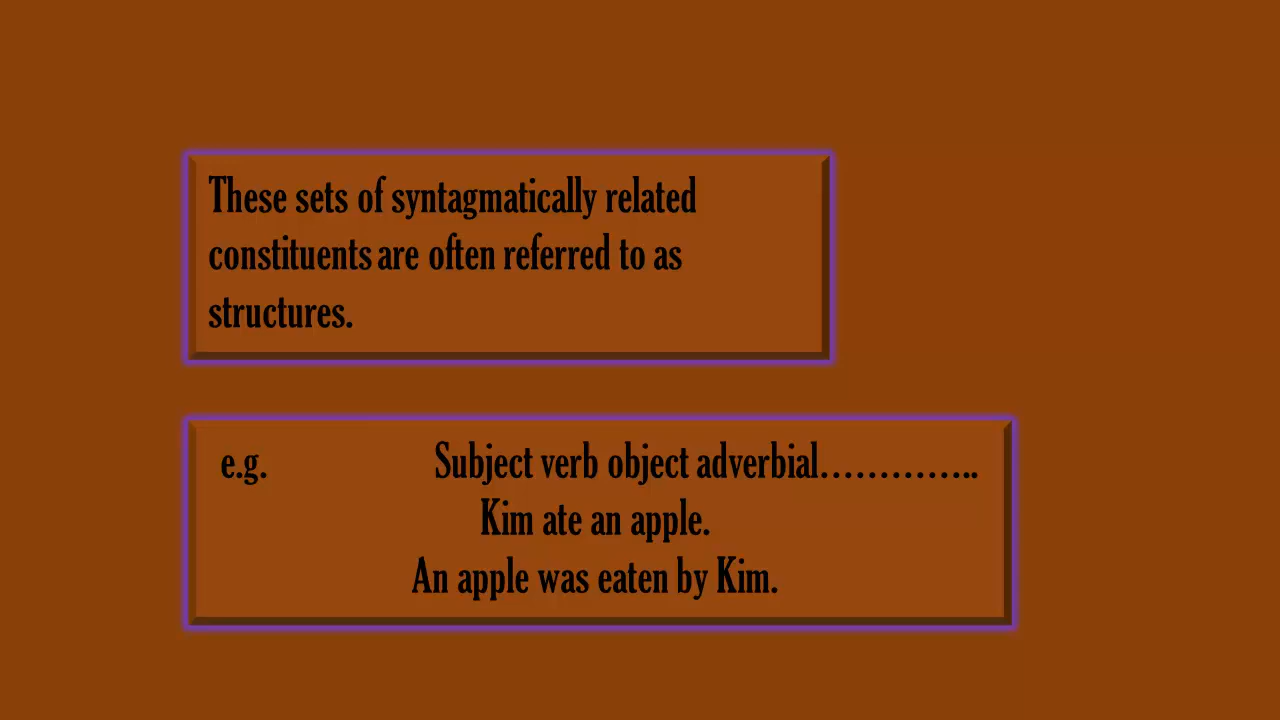 These sets of syntagmatically related
constituents are often referred to as
structures.
e.g. Subject verb object adverbial…………..
Kim ate an apple.
An apple was eaten by Kim.